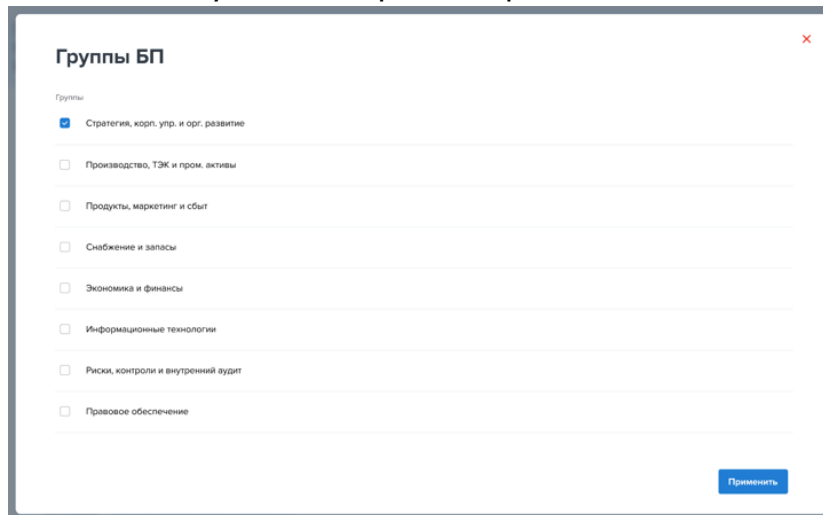 Группы БП
Группы
Стратегия, корп. упр. и орг. развитие
Производство, ТЭК и пром. активы
Продукты, маркетинг и сбыт
Снабжение и запасы
Экономика и финансы
Информационные технологии
Риски, контроли и внутренний аудит
Правовое обеспечение
Применить